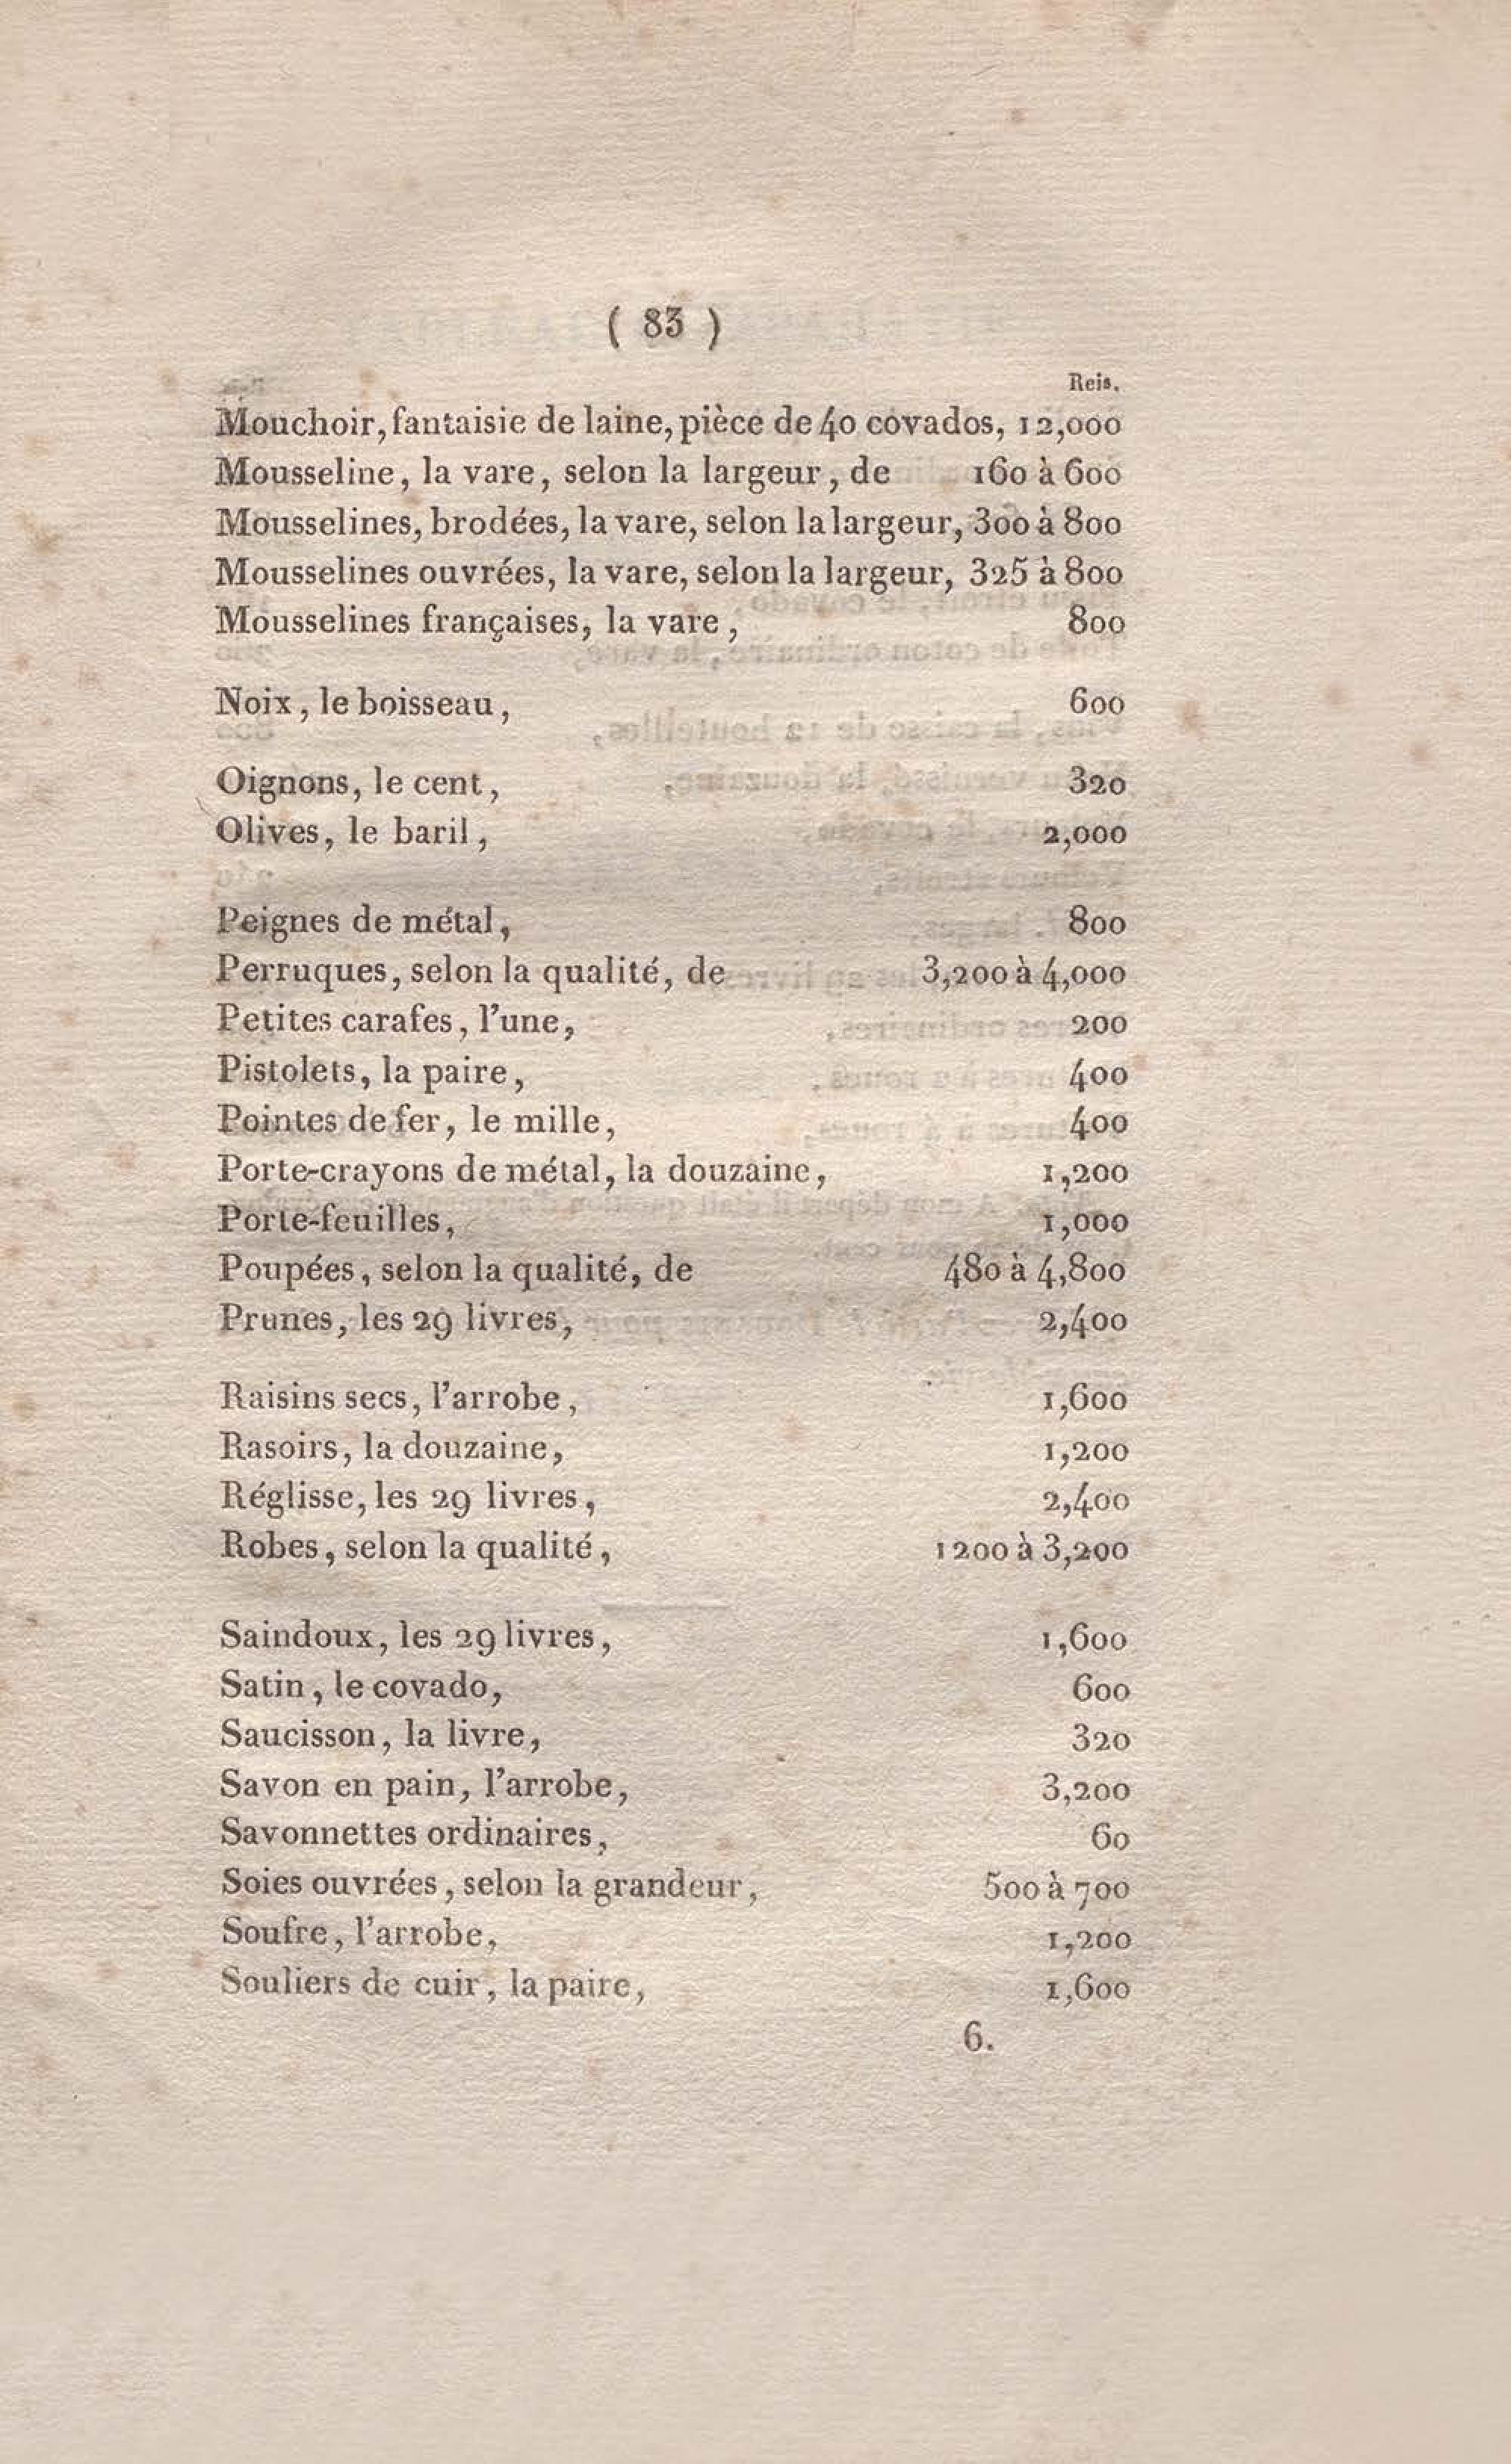 ( 83 )
Reis.
Mouchoir, fantaisie de laine, pièce de 40 covados, 12,000
Mousseline, la vare, selon la largeur, de 160 à 600
Mousselines, brodées, la vare, selon la largeur, 300 à 800
Mousselines ouvrées, la vare, selon la largeur, 325 à 800
Mousselines françaises, la vare, 800
Noix, le boisseau, 600
Oignons, le cent, 320
Olives, le baril, 2,000
Peignes de métal, 800
Perruques, selon la qualité, de 3,200 à 4,000
Petites carafes, l'une, 200
Pistolets, la paire, 400
Pointes de fer, le mille, 400
Porte-crayons de métal, la douzaine, 1,200
Porte-feuilles, 1,000
Poupées, selon la qualité, de 480 à 4,800
Prunes, les 29 livres, 2,400
Raisins secs, l'arrobe, 1,600
Rasoirs, la douzaine, 1,200
Réglisse, les 29 livres, 2,400
Robes, selon la qualité, 1200 à 3,200
Saindoux, les 29 livres, 1,600
Satin, le covado, 600
Saucisson, la livre, 320
Savon en pain, l'arrobe, 3,200
Savonnettes ordinaires, 60
Soies ouvrées, selon la grandeur, 500 à 700
Soufre, l'arrobe, 1,200
Souliers de cuir, la paire, 1,600
6.